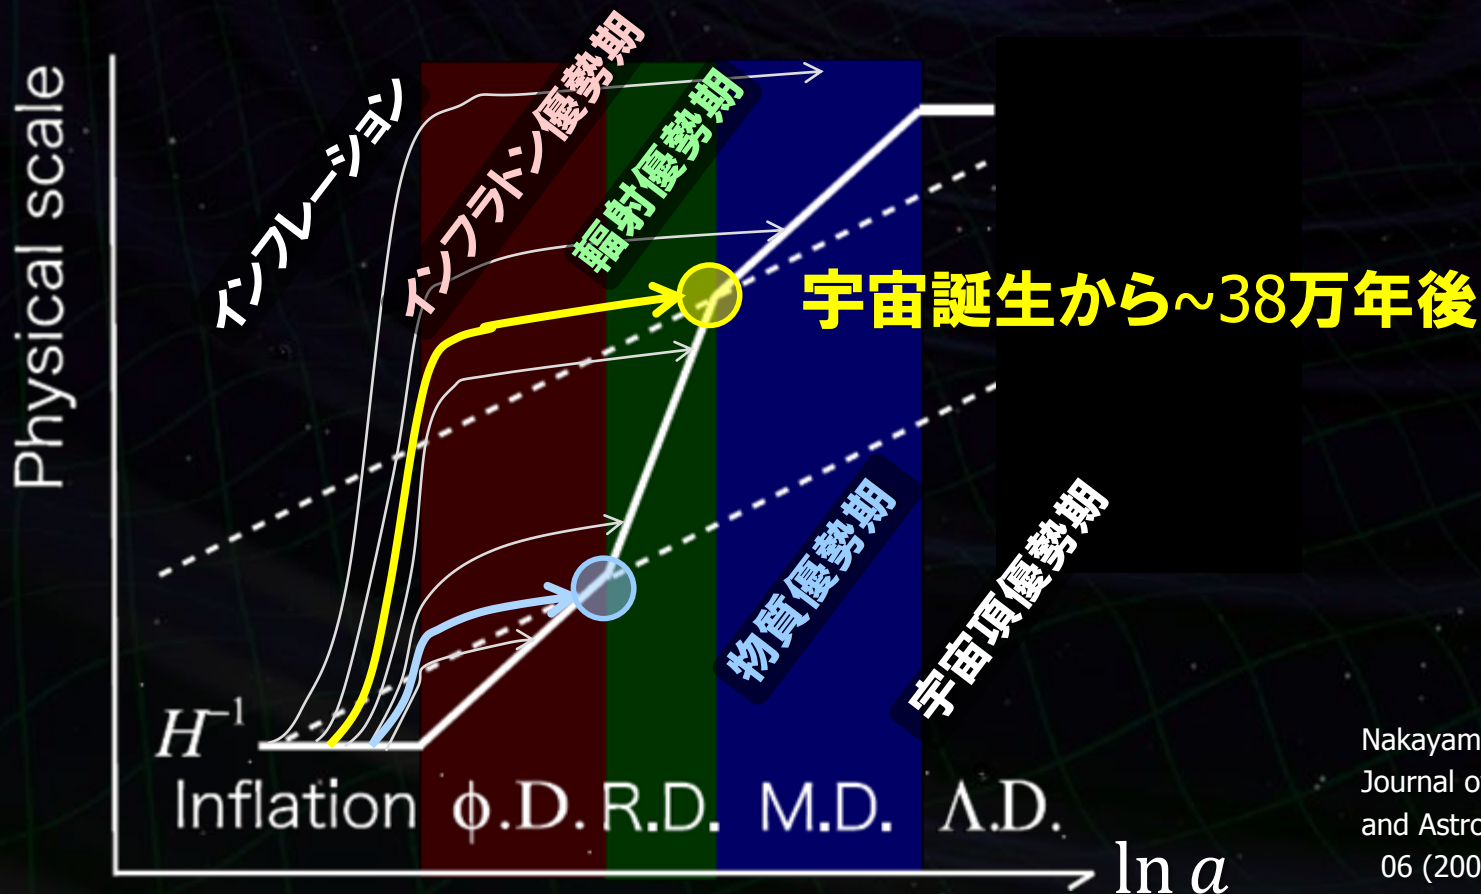 Physical scale
インフレーション
インフラトン優勢期
輻射優勢期
宇宙誕生から~38万年後
物質優勢期
宇宙項優勢期
H⁻¹
Inflation φ.D. R.D. M.D. Λ.D.
ln a
Nakayam
Journal o
and Astro
06 (200